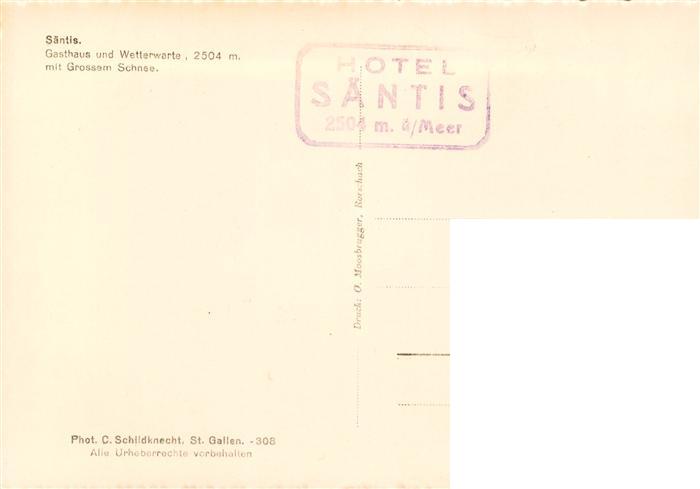 Säntis.
Gasthaus und Wetterwarte, 2504 m.
mit Grossem Schnee.
HOTEL
SÄNTIS
2504 m. ü/Meer
Druck: O. Moosbrugger, Rorschach
Phot. C. Schildknecht, St. Gallen. -308
Alle Urheberrechte vorbehalten